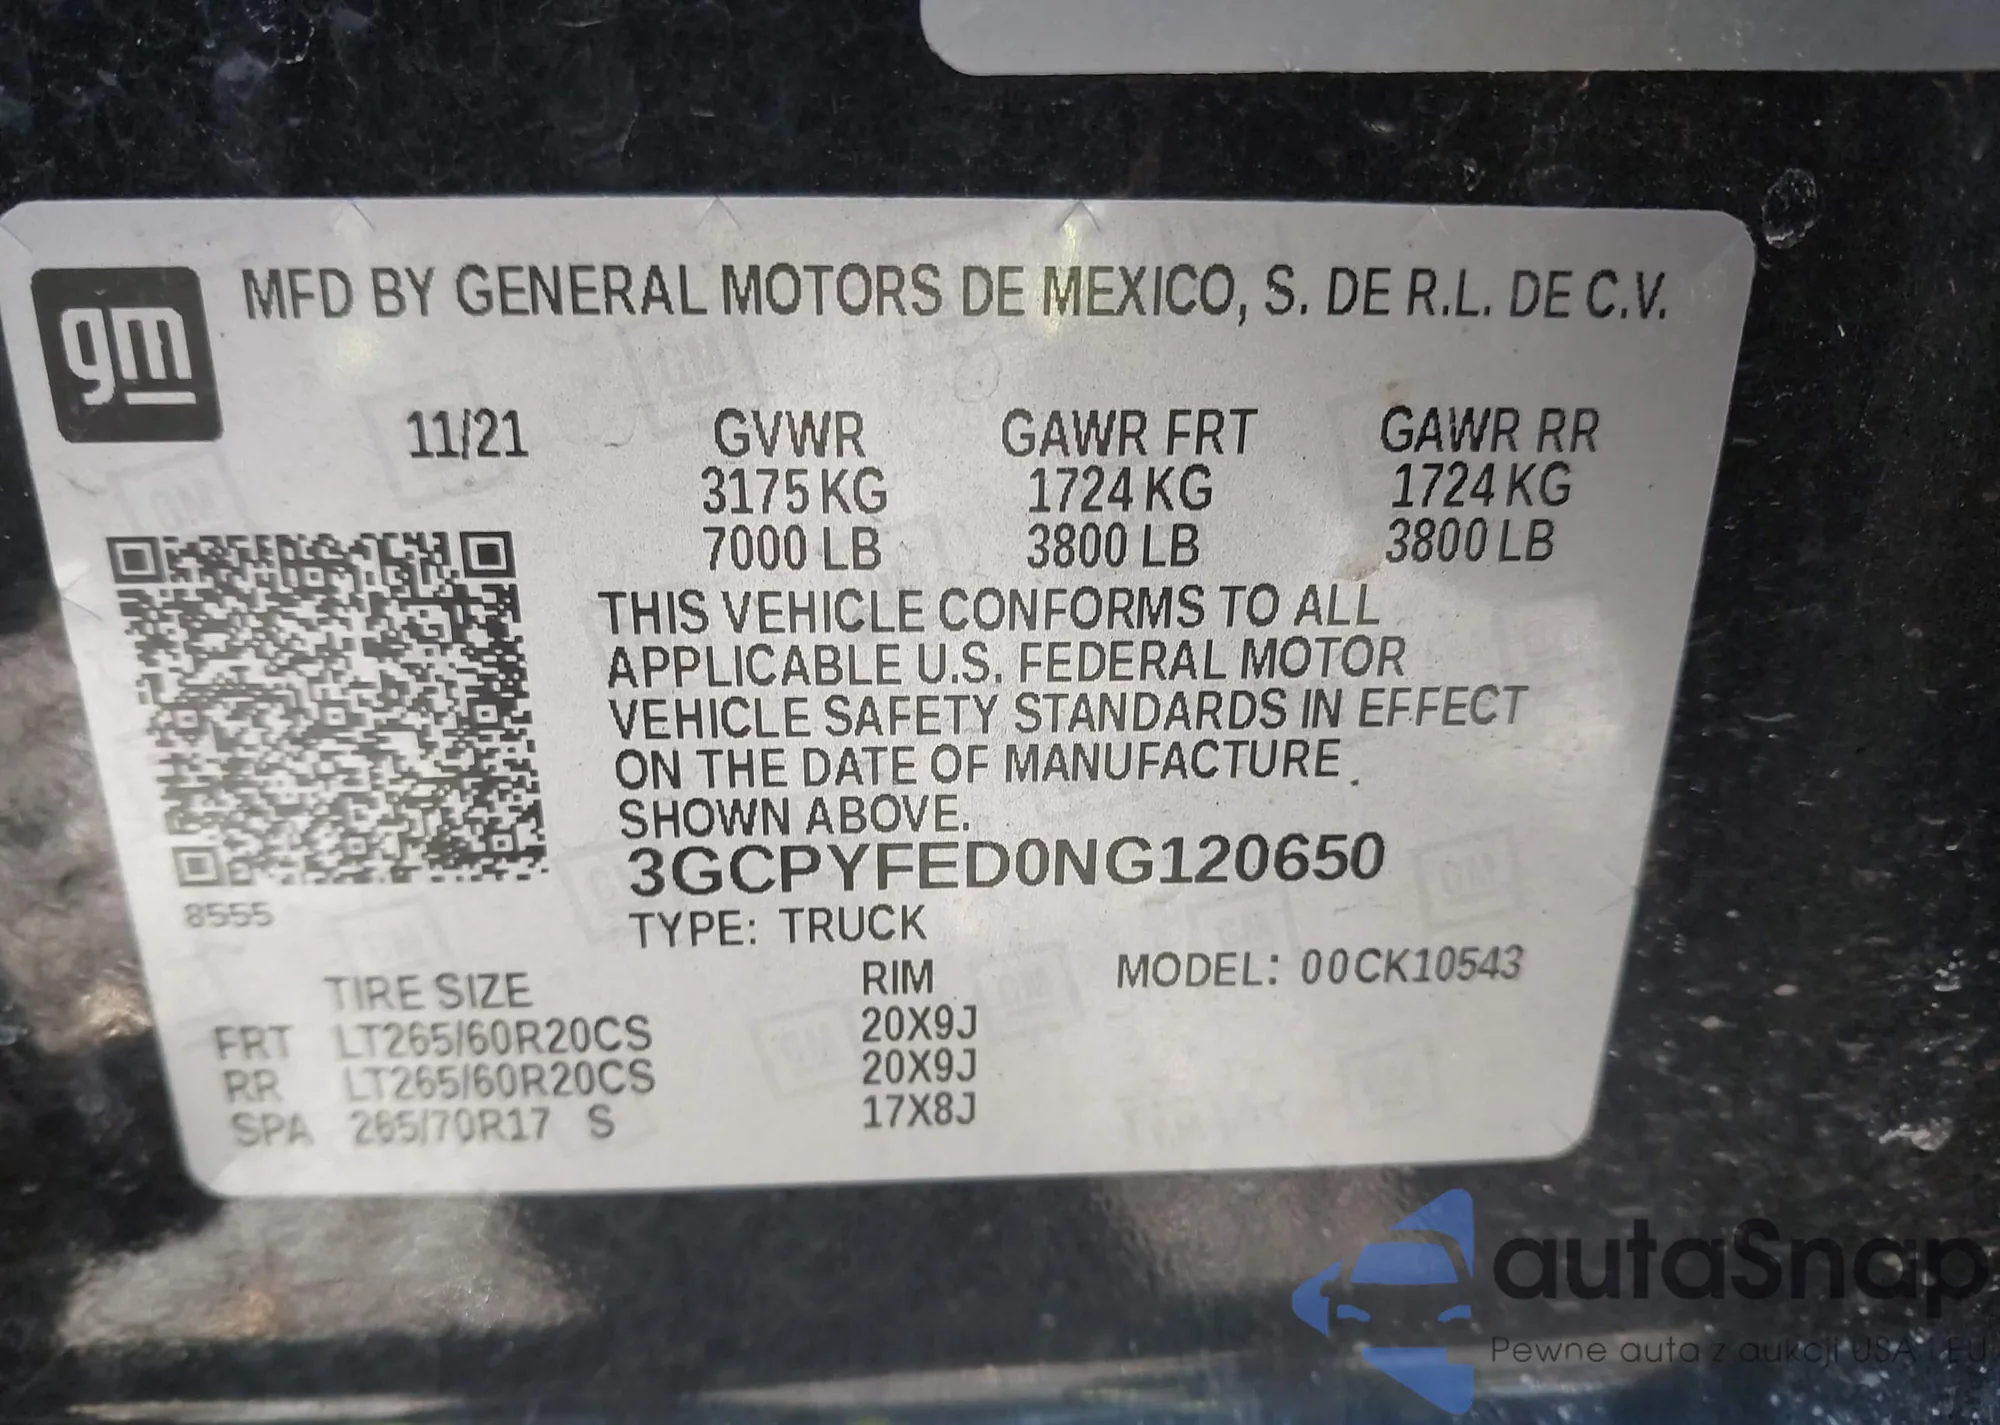 gm
MFD BY GENERAL MOTORS DE MEXICO, S. DE R.L. DE C.V.
11/21 GVWR GAWR FRT GAWR RR
3175 KG 1724 KG 1724 KG
7000 LB 3800 LB 3800 LB
THIS VEHICLE CONFORMS TO ALL
APPLICABLE U.S. FEDERAL MOTOR
VEHICLE SAFETY STANDARDS IN EFFECT
ON THE DATE OF MANUFACTURE
SHOWN ABOVE.
3GCPYFED0NG120650
8555
TYPE: TRUCK
TIRE SIZE RIM MODEL: 00CK10543
FRT LT265/60R20CS 20X9J
RR LT265/60R20CS 20X9J
SPA 265/70R17 S 17X8J
autaSnap
Pewne auta z aukcji USA i EU